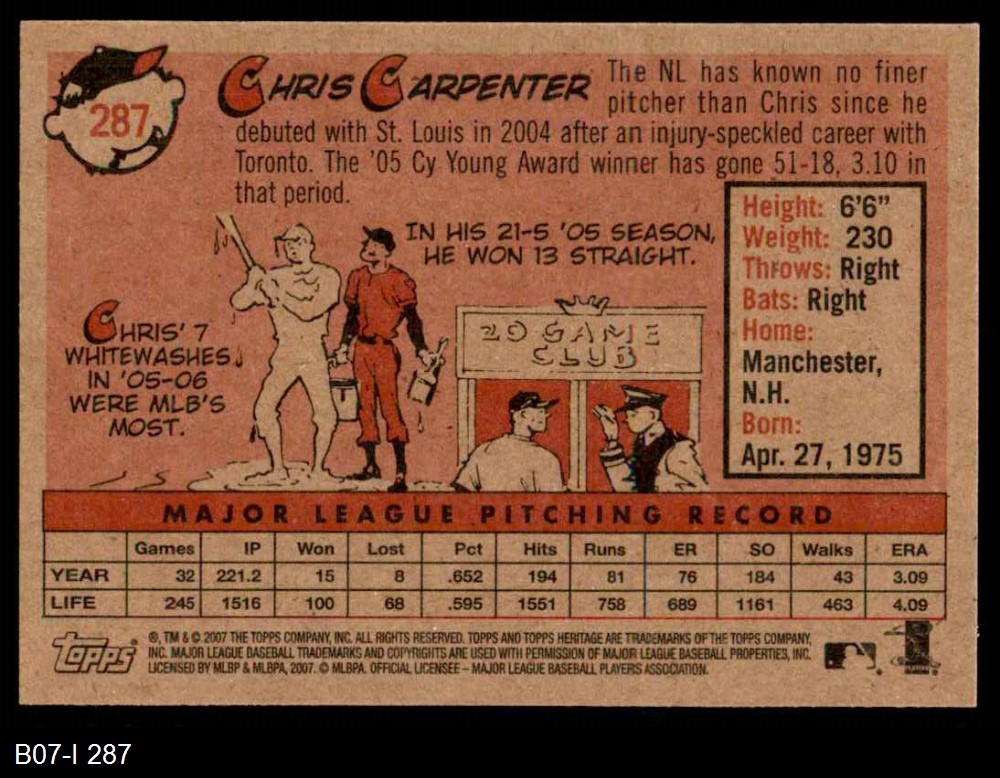 287
CHRIS CARPENTER
The NL has known no finer
pitcher than Chris since he
debuted with St. Louis in 2004 after an injury-speckled career with
Toronto. The '05 Cy Young Award winner has gone 51-18, 3.10 in
that period.
IN HIS 21-5 '05 SEASON,
HE WON 13 STRAIGHT.
CHRIS' 7
WHITEWASHES
IN '05-06
WERE MLB'S
MOST.
20 GAME
CLUB
Height: 6'6"
Weight: 230
Throws: Right
Bats: Right
Home:
Manchester,
N.H.
Born:
Apr. 27, 1975
MAJOR LEAGUE PITCHING RECORD
Games IP Won Lost Pct Hits Runs ER SO Walks ERA
YEAR 32 221.2 15 8 .652 194 81 76 184 43 3.09
LIFE 245 1516 100 68 .595 1551 758 689 1161 463 4.09
Topps
®, TM & © 2007 THE TOPPS COMPANY, INC. ALL RIGHTS RESERVED. TOPPS AND TOPPS HERITAGE ARE TRADEMARKS OF THE TOPPS COMPANY,
INC. MAJOR LEAGUE BASEBALL TRADEMARKS AND COPYRIGHTS ARE USED WITH PERMISSION OF MAJOR LEAGUE BASEBALL PROPERTIES, INC.
LICENSED BY MLBP & MLBPA, 2007. © MLBPA. OFFICIAL LICENSEE – MAJOR LEAGUE BASEBALL PLAYERS ASSOCIATION.
B07-I 287